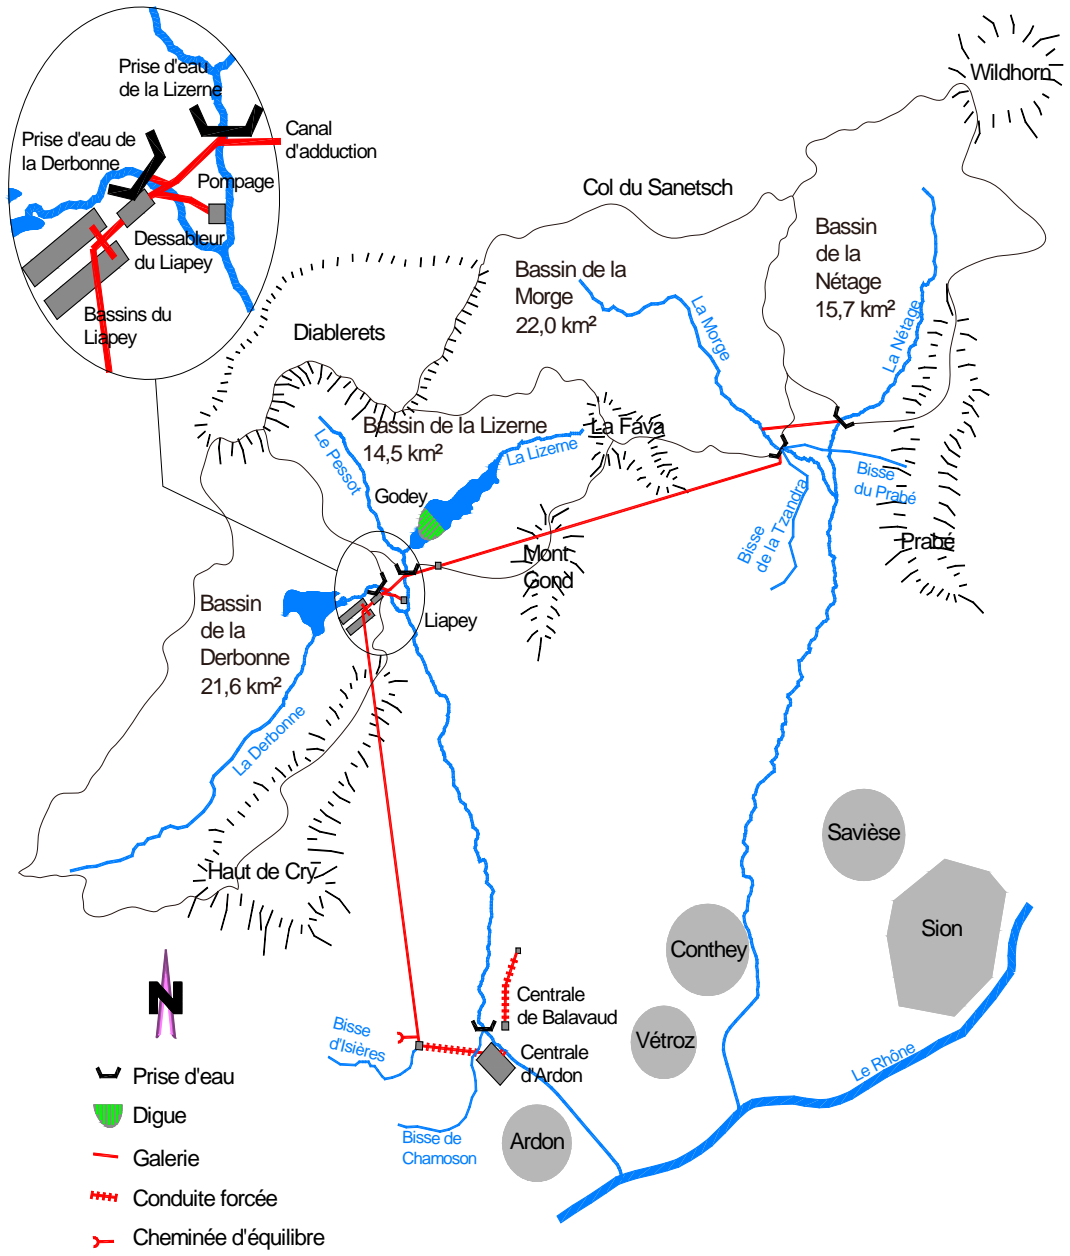 Prise d'eau
de la Lizerne
Prise d'eau de
la Derbonne
Canal
d'adduction
Pompage
Dessableur
du Liapey
Bassins du
Liapey
Wildhorn
Col du Sanetsch
Bassin
de la
Nétage
15,7 km²
La Nétage
Bassin de la
Morge
22,0 km²
La Morge
Diablerets
Bassin de la Lizerne
14,5 km²
Le Pessot
La Lizerne
La Fáva
Godey
Bisse
du Prabé
Bisse
de la Tzandra
Prabé
Mont
Gond
Bassin
de la
Derbonne
21,6 km²
Liapey
La Derbonne
Haut de Cry
Savièse
Sion
Conthey
Vétroz
Centrale
de Balavaud
Centrale
d'Ardon
Bisse
d'Isières
Bisse de
Chamoson
Ardon
Le Rhône
N
Prise d'eau
Digue
Galerie
Conduite forcée
Cheminée d'équilibre